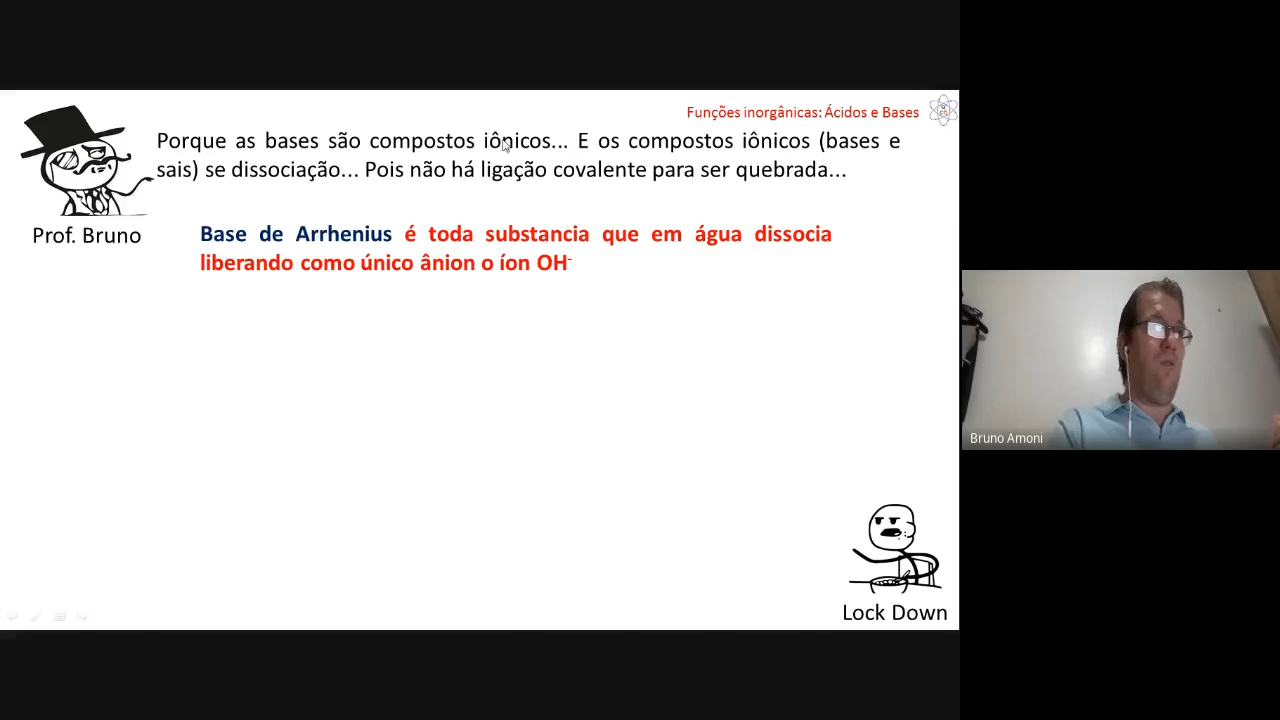 Funções inorgânicas: Ácidos e Bases
Porque as bases são compostos iônicos... E os compostos iônicos (bases e
sais) se dissociação... Pois não há ligação covalente para ser quebrada...
Prof. Bruno
Base de Arrhenius é toda substancia que em água dissocia
liberando como único ânion o íon OH⁻
Bruno Amoni
Lock Down